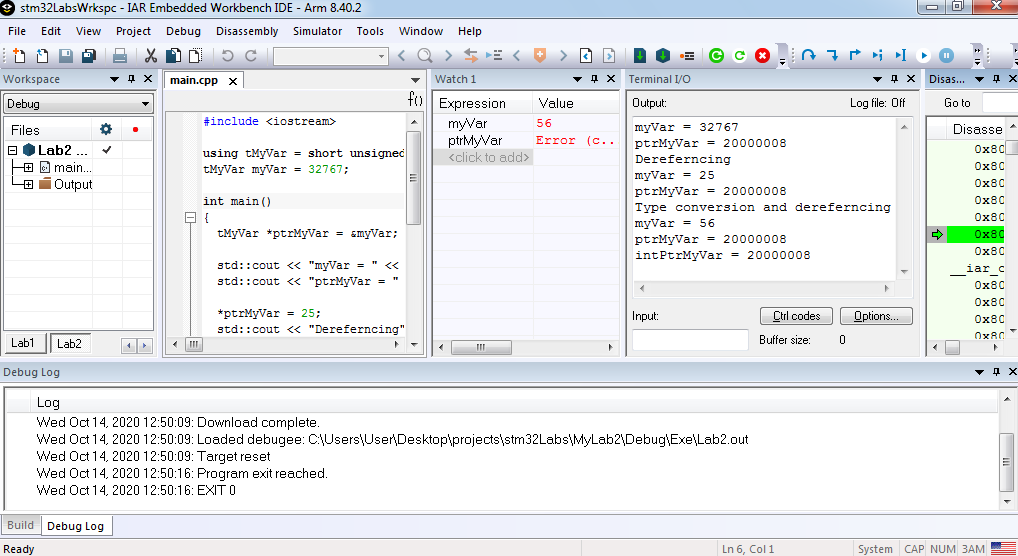 stm32LabsWrkspc - IAR Embedded Workbench IDE - Arm 8.40.2
File Edit View Project Debug Disassembly Simulator Tools Window Help
Workspace
Debug
Files
Lab2 ...
main...
Output
Lab1 Lab2
main.cpp
f()
#include <iostream>
using tMyVar = short unsigned
tMyVar myVar = 32767;
int main()
{
tMyVar *ptrMyVar = &myVar;
std::cout << "myVar = " <<
std::cout << "ptrMyVar = "
*ptrMyVar = 25;
std::cout << "Dereferncing"
Watch 1
Expression Value
myVar 56
ptrMyVar Error (c..
<click to add>
Terminal I/O
Output: Log file: Off
myVar = 32767
ptrMyVar = 20000008
Dereferncing
myVar = 25
ptrMyVar = 20000008
Type conversion and dereferncing
myVar = 56
ptrMyVar = 20000008
intPtrMyVar = 20000008
Input: Ctrl codes Options...
Buffer size: 0
Disas...
Go to
Disasse
0x80
0x80
0x80
0x80
0x80
0x80
0x80
__iar_c
0x80
0x80
0x80
0x80
Debug Log
Log
Wed Oct 14, 2020 12:50:09: Download complete.
Wed Oct 14, 2020 12:50:09: Loaded debugee: C:\Users\User\Desktop\projects\stm32Labs\MyLab2\Debug\Exe\Lab2.out
Wed Oct 14, 2020 12:50:09: Target reset
Wed Oct 14, 2020 12:50:16: Program exit reached.
Wed Oct 14, 2020 12:50:16: EXIT 0
Build Debug Log
Ready Ln 6, Col 1 System CAP NUM ЗАМ